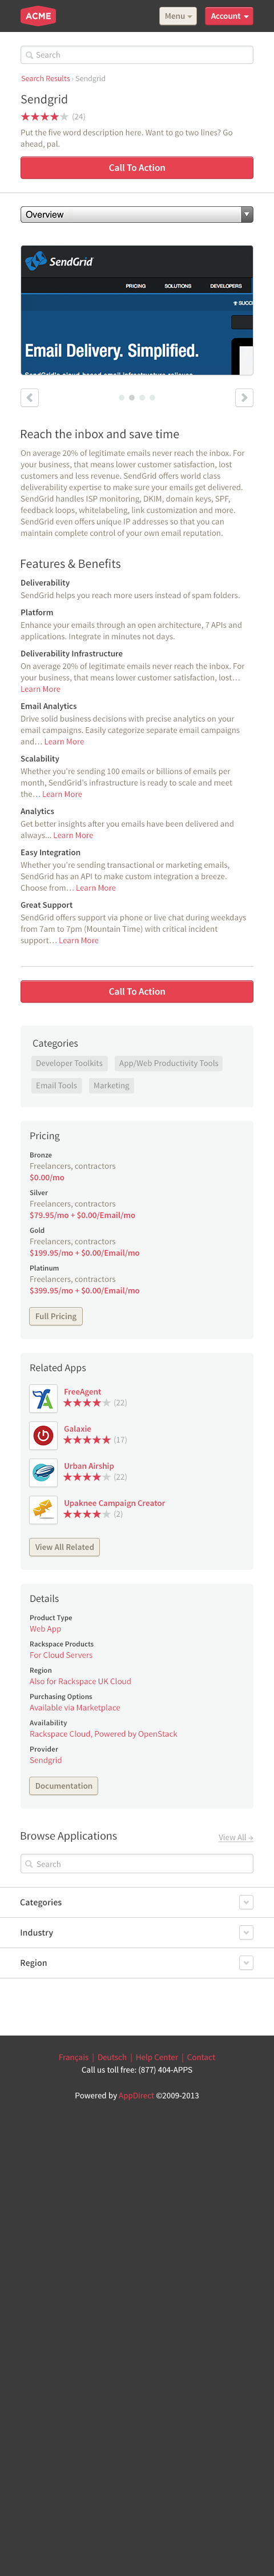 ACME
Menu
Account
Search
Search Results › Sendgrid
Sendgrid
(24)
Put the five word description here. Want to go two lines? Go
ahead, pal.
Call To Action
Overview
SendGrid
PRICING SOLUTIONS DEVELOPERS
SUCC
Email Delivery. Simplified.
SendGrid's cloud-based email infrastructure relieves
Reach the inbox and save time
On average 20% of legitimate emails never reach the inbox. For
your business, that means lower customer satisfaction, lost
customers and less revenue. SendGrid offers world class
deliverability expertise to make sure your emails get delivered.
SendGrid handles ISP monitoring, DKIM, domain keys, SPF,
feedback loops, whitelabeling, link customization and more.
SendGrid even offers unique IP addresses so that you can
maintain complete control of your own email reputation.
Features & Benefits
Deliverability
SendGrid helps you reach more users instead of spam folders.
Platform
Enhance your emails through an open architecture, 7 APIs and
applications. Integrate in minutes not days.
Deliverability Infrastructure
On average 20% of legitimate emails never reach the inbox. For
your business, that means lower customer satisfaction, lost…
Learn More
Email Analytics
Drive solid business decisions with precise analytics on your
email campaigns. Easily categorize separate email campaigns
and… Learn More
Scalability
Whether you're sending 100 emails or billions of emails per
month, SendGrid's infrastructure is ready to scale and meet
the… Learn More
Analytics
Get better insights after you emails have been delivered and
always... Learn More
Easy Integration
Whether you're sending transactional or marketing emails,
SendGrid has an API to make custom integration a breeze.
Choose from… Learn More
Great Support
SendGrid offers support via phone or live chat during weekdays
from 7am to 7pm (Mountain Time) with critical incident
support… Learn More
Call To Action
Categories
Developer Toolkits App/Web Productivity Tools
Email Tools Marketing
Pricing
Bronze
Freelancers, contractors
$0.00/mo
Silver
Freelancers, contractors
$79.95/mo + $0.00/Email/mo
Gold
Freelancers, contractors
$199.95/mo + $0.00/Email/mo
Platinum
Freelancers, contractors
$399.95/mo + $0.00/Email/mo
Full Pricing
Related Apps
FreeAgent
(22)
Galaxie
(17)
Urban Airship
(22)
Upaknee Campaign Creator
(2)
View All Related
Details
Product Type
Web App
Rackspace Products
For Cloud Servers
Region
Also for Rackspace UK Cloud
Purchasing Options
Available via Marketplace
Availability
Rackspace Cloud, Powered by OpenStack
Provider
Sendgrid
Documentation
Browse Applications
View All →
Search
Categories
Industry
Region
Français | Deutsch | Help Center | Contact
Call us toll free: (877) 404-APPS
Powered by AppDirect ©2009-2013